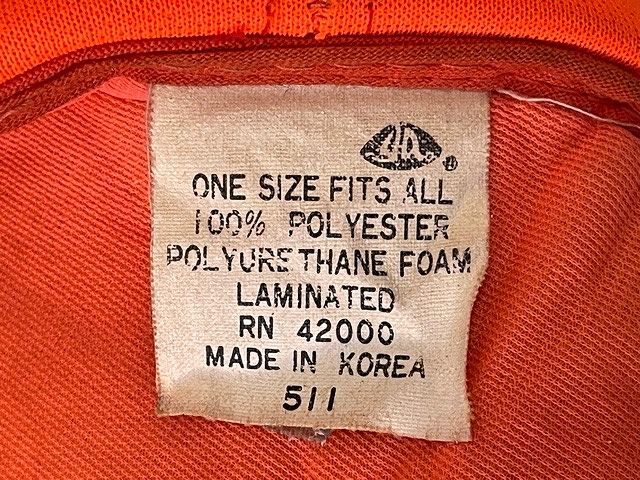 ®
ONE SIZE FITS ALL
100% POLYESTER
POLYURETHANE FOAM
LAMINATED
RN 42000
MADE IN KOREA
511